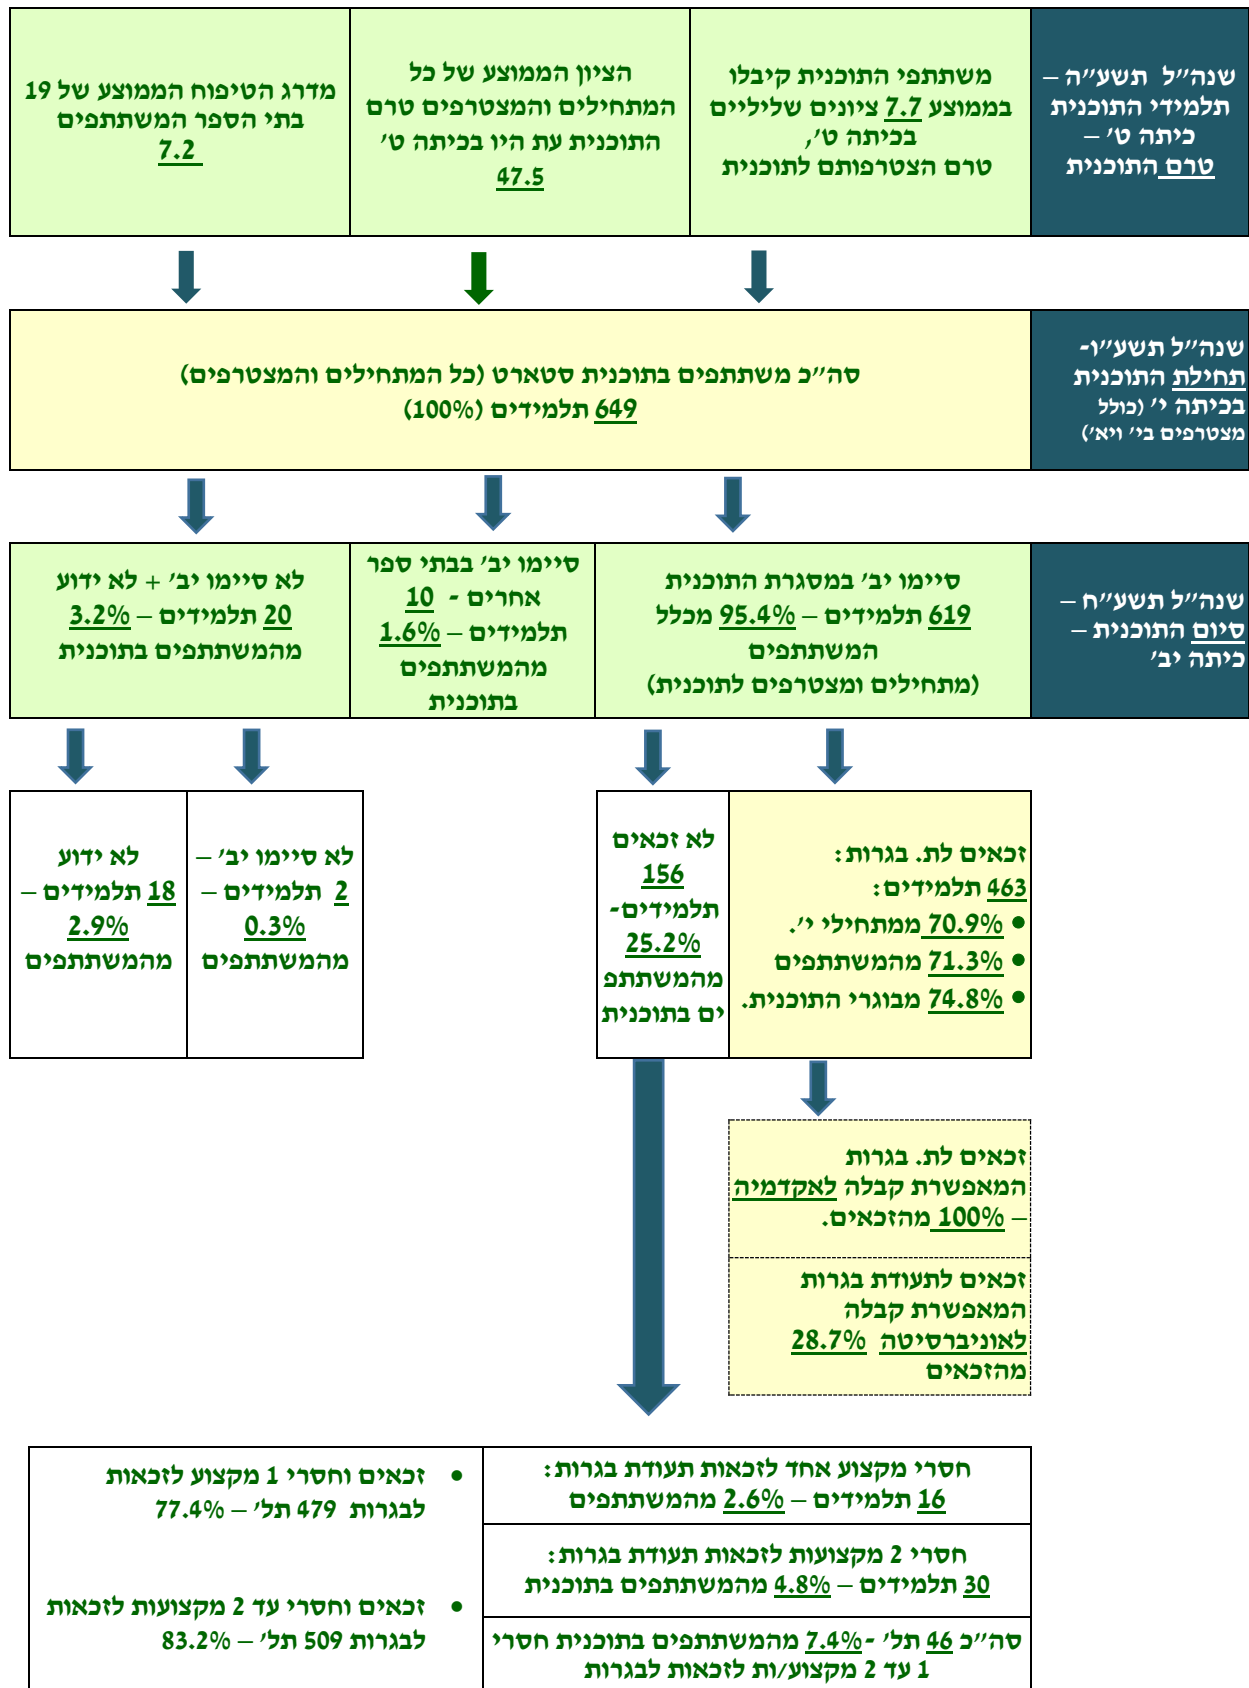 שנה"ל תשע"ה –
תלמידי התוכנית
כיתה ט' –
טרם התוכנית
משתתפי התוכנית קיבלו
בממוצע 7.7 ציונים שליליים
בכיתה ט',
טרם הצטרפותם לתוכנית
הציון הממוצע של כל
המתחילים והמצטרפים טרם
התוכנית עת היו בכיתה ט'
47.5
מדרג הטיפוח הממוצע של 19
בתי הספר המשתתפים
7.2
שנה"ל תשע"ו-
תחילת התוכנית
בכיתה י' (כולל
מצטרפים בי' ויא')
סה"כ משתתפים בתוכנית סטארט (כל המתחילים והמצטרפים)
649 תלמידים (100%)
שנה"ל תשע"ח –
סיום התוכנית –
כיתה יב'
סיימו יב' במסגרת התוכנית
619 תלמידים – 95.4% מכלל
המשתתפים
(מתחילים ומצטרפים לתוכנית)
סיימו יב' בבתי ספר
אחרים - 10
תלמידים – 1.6%
מהמשתתפים
בתוכנית
לא סיימו יב' + לא ידוע
20 תלמידים – 3.2%
מהמשתתפים בתוכנית
זכאים לת. בגרות:
463 תלמידים:
● 70.9% ממתחילי י'.
● 71.3% מהמשתתפים
● 74.8% מבוגרי התוכנית.
לא זכאים
156
תלמידים-
25.2%
מהמשתתפ
ים בתוכנית
לא סיימו יב' –
2 תלמידים –
0.3%
מהמשתתפים
לא ידוע
18 תלמידים –
2.9%
מהמשתתפים
זכאים לת. בגרות
המאפשרת קבלה לאקדמיה
– 100% מהזכאים.
זכאים לתעודת בגרות
המאפשרת קבלה
לאוניברסיטה 28.7%
מהזכאים
חסרי מקצוע אחד לזכאות תעודת בגרות:
16 תלמידים – 2.6% מהמשתתפים
חסרי 2 מקצועות לזכאות תעודת בגרות:
30 תלמידים – 4.8% מהמשתתפים בתוכנית
סה"כ 46 תל' -7.4% מהמשתתפים בתוכנית חסרי
1 עד 2 מקצוע/ות לזכאות לבגרות
● זכאים וחסרי 1 מקצוע לזכאות
לבגרות 479 תל' – 77.4%
● זכאים וחסרי עד 2 מקצועות לזכאות
לבגרות 509 תל' – 83.2%